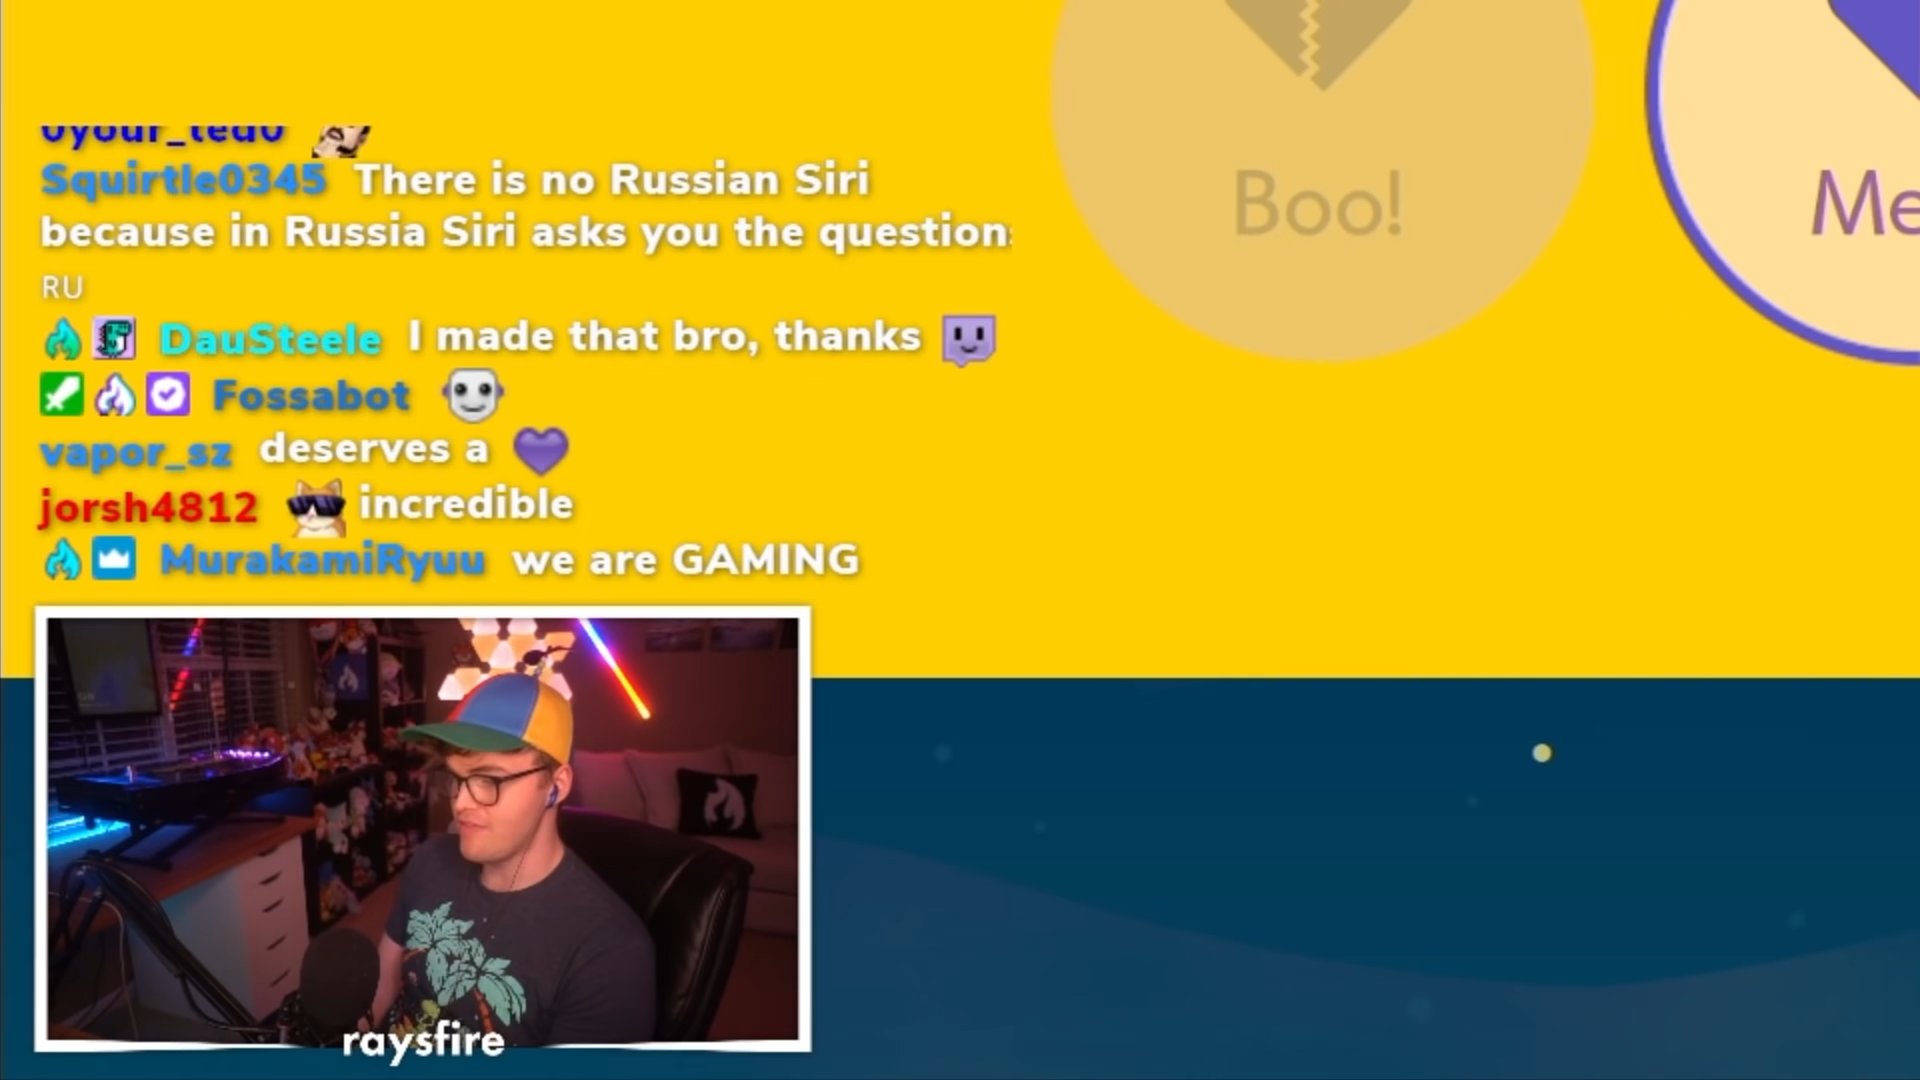 Squirtle0345 There is no Russian Siri
because in Russia Siri asks you the question
RU
DauSteele I made that bro, thanks
Fossabot
vapor_sz deserves a
jorsh4812 incredible
MurakamiRyuu we are GAMING
raysfire
Boo!